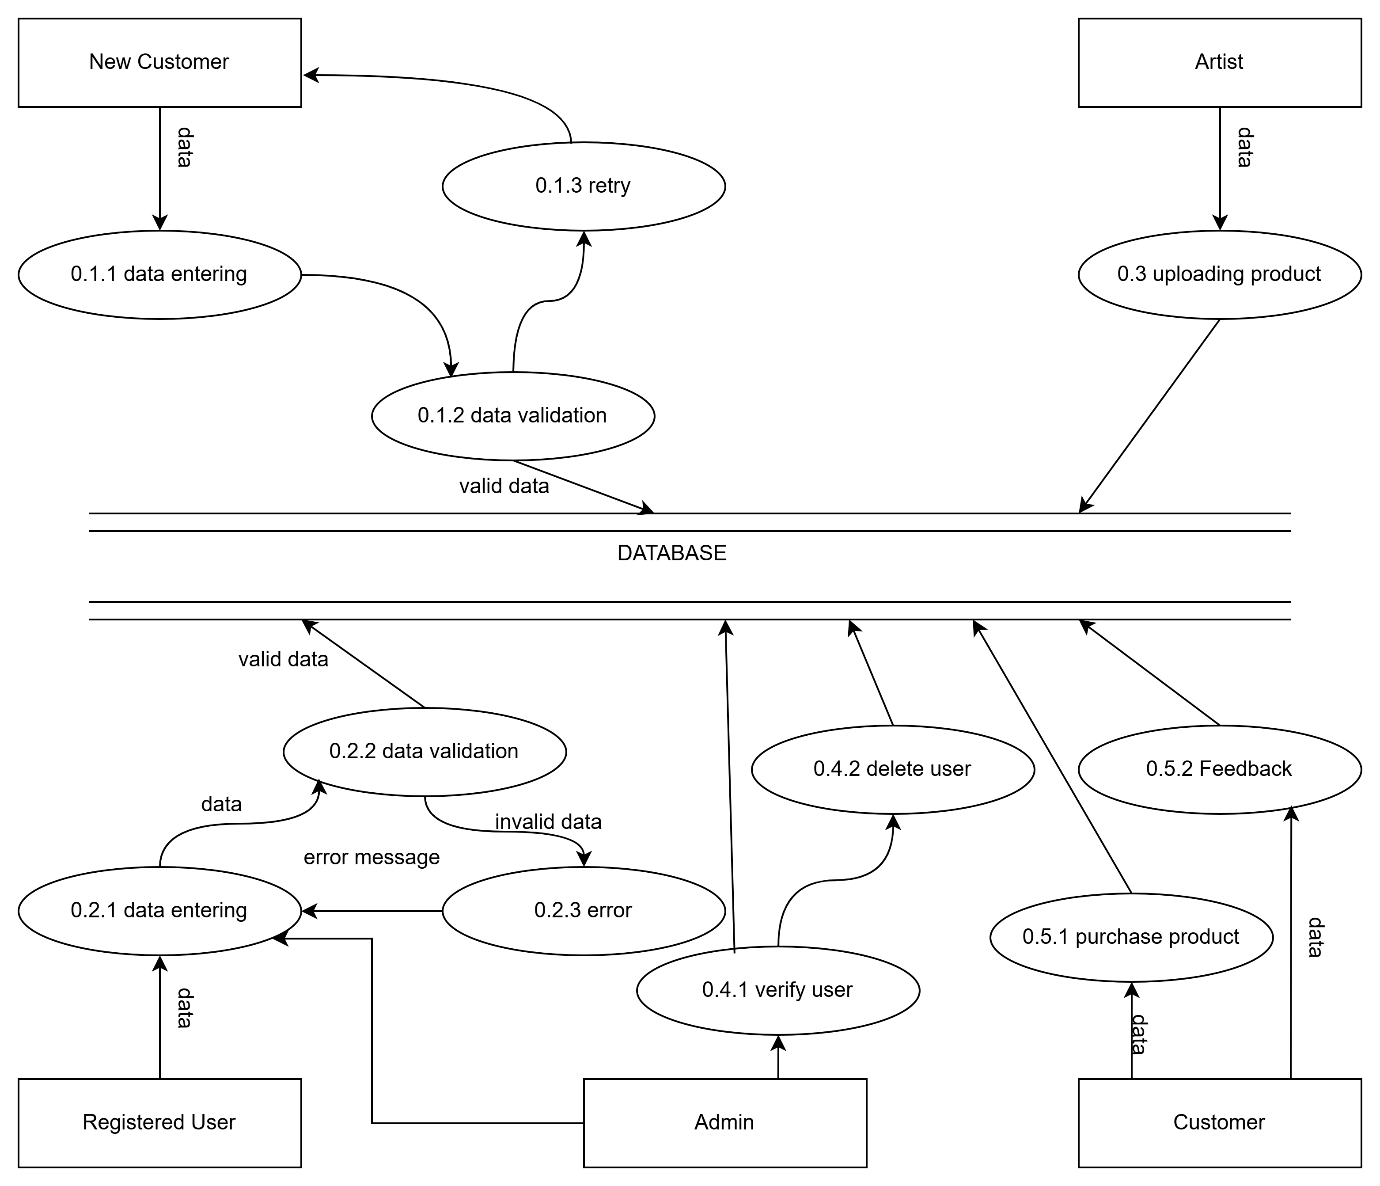 New Customer
Artist
data
data
0.1.3 retry
0.1.1 data entering
0.3 uploading product
0.1.2 data validation
valid data
DATABASE
valid data
0.2.2 data validation
0.4.2 delete user
0.5.2 Feedback
data
invalid data
error message
0.2.1 data entering
0.2.3 error
0.5.1 purchase product
data
0.4.1 verify user
data
data
Registered User
Admin
Customer